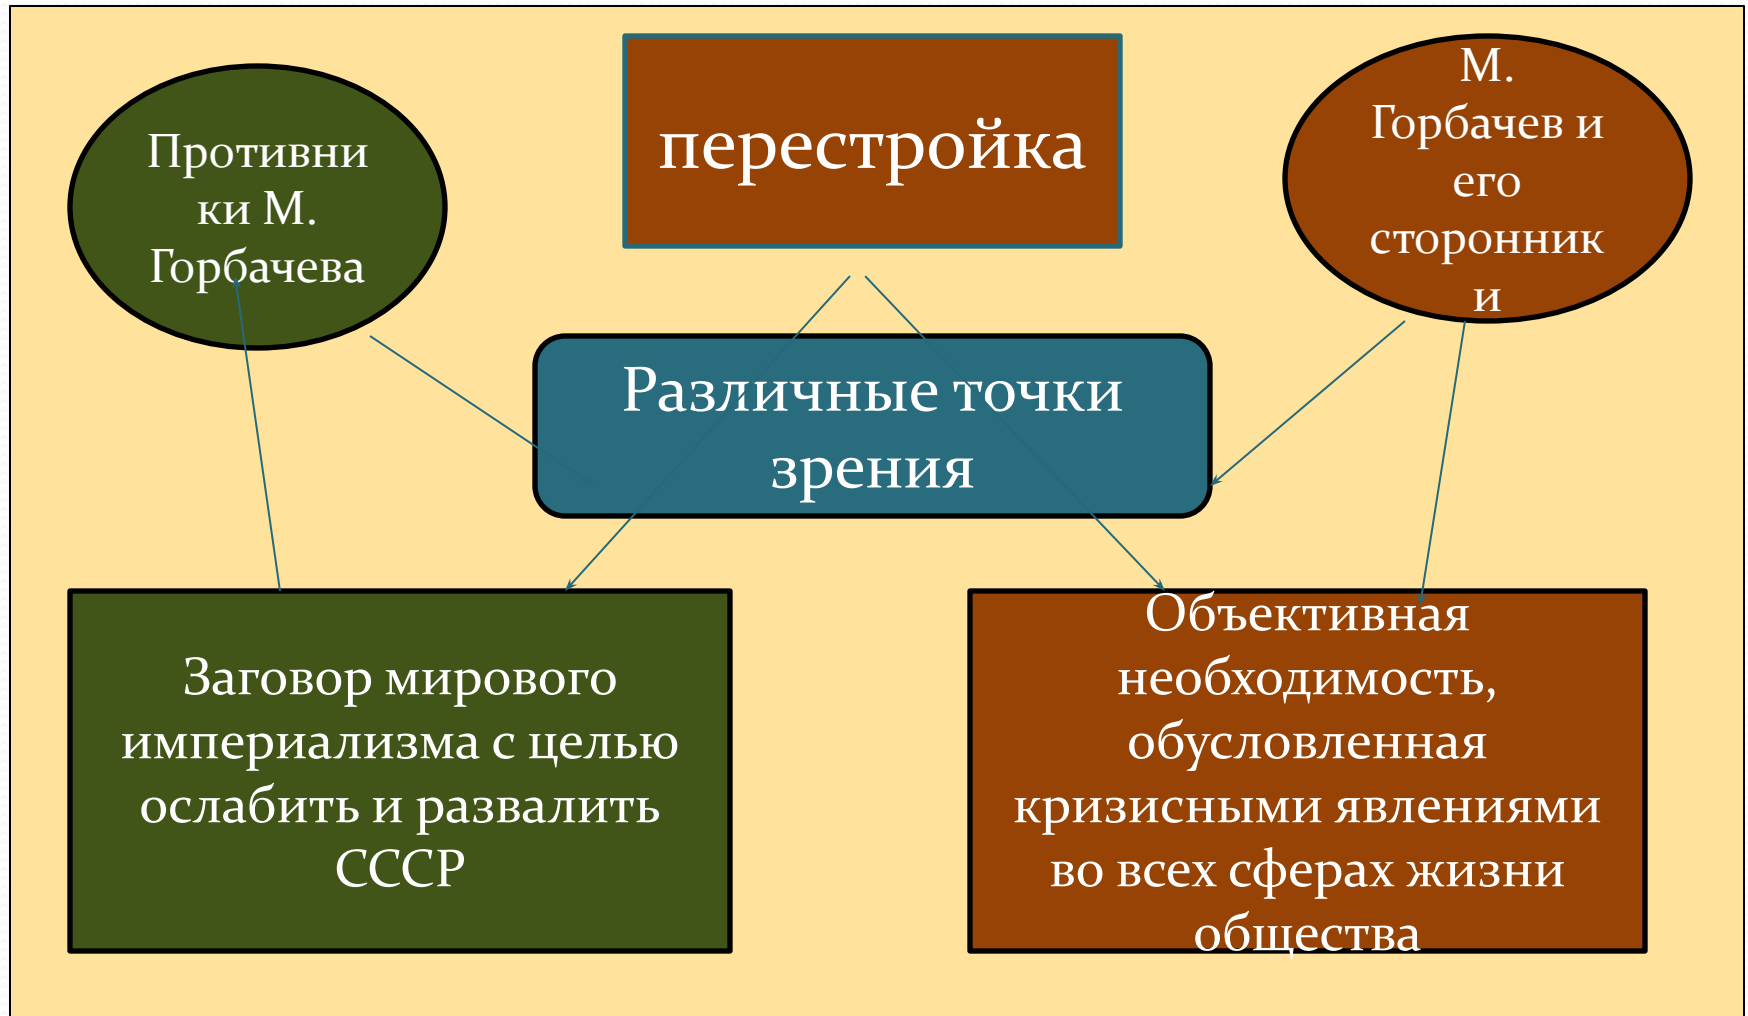 перестройка
Противни
ки М.
Горбачева
М.
Горбачев и
его
сторонник
и
Различные точки
зрения
Заговор мирового
империализма с целью
ослабить и развалить
СССР
Объективная
необходимость,
обусловленная
кризисными явлениями
во всех сферах жизни
общества